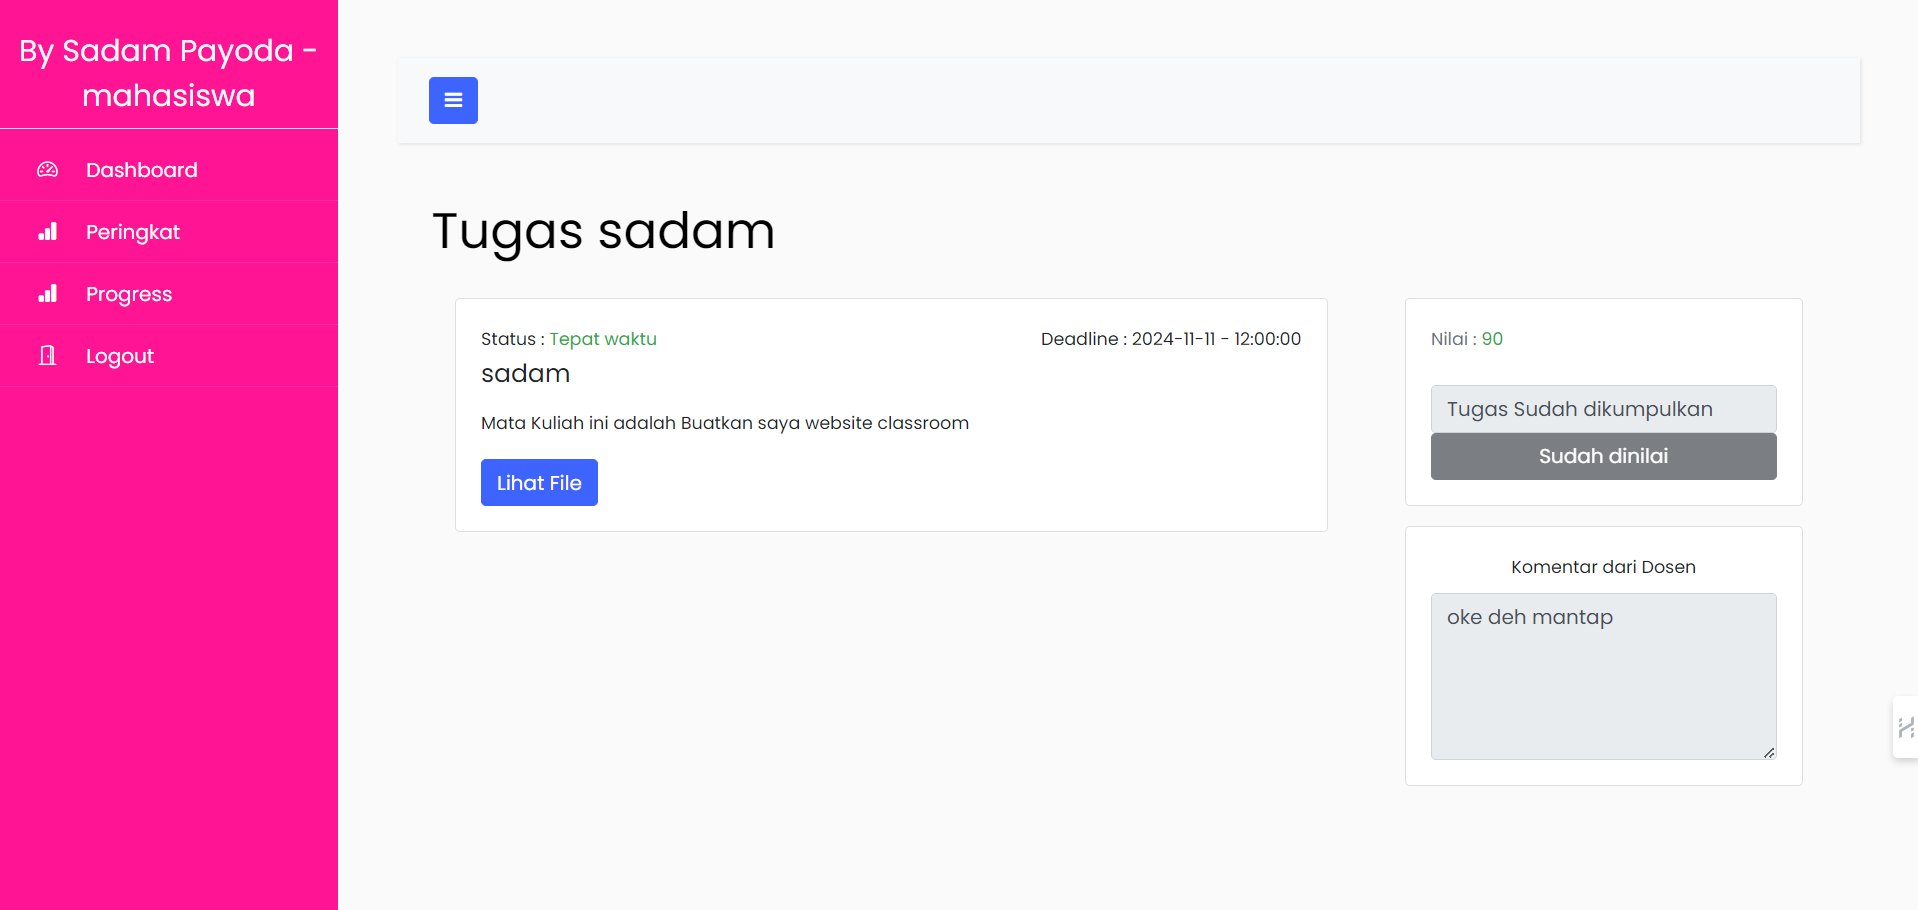 By Sadam Payoda -
mahasiswa
Dashboard
Peringkat
Progress
Logout
Tugas sadam
Status : Tepat waktu
Deadline : 2024-11-11 - 12:00:00
sadam
Mata Kuliah ini adalah Buatkan saya website classroom
Lihat File
Nilai : 90
Tugas Sudah dikumpulkan
Sudah dinilai
Komentar dari Dosen
oke deh mantap